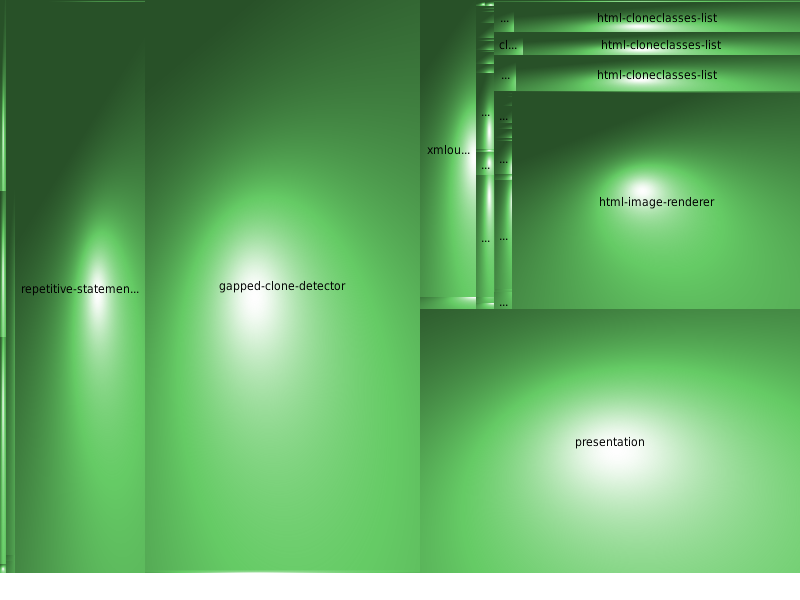 ... html-cloneclasses-list
cl... html-cloneclasses-list
... html-cloneclasses-list
...
...
xmlou...
...
...
html-image-renderer
...
...
repetitive-statemen...
gapped-clone-detector
...
presentation